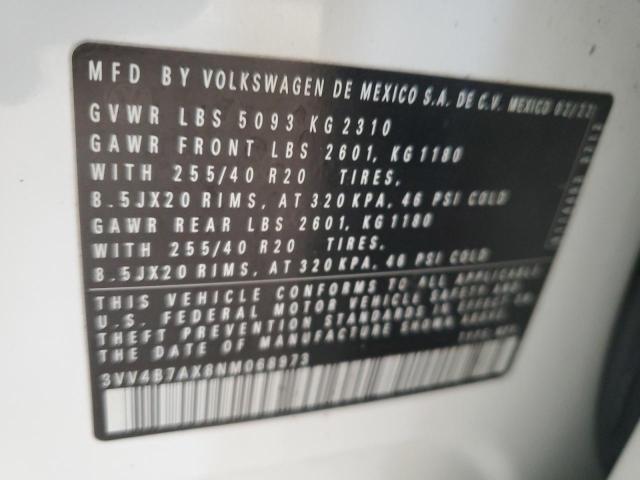 MFD BY VOLKSWAGEN DE MEXICO S.A. DE C.V. MEXICO 02/22
GVWR LBS 5093 KG 2310
GAWR FRONT LBS 2601, KG 1180
WITH 255/40 R20 TIRES,
8.5JX20 RIMS, AT 320 KPA, 46 PSI COLD
GAWR REAR LBS 2601, KG 1180
WITH 255/40 R20 TIRES,
8.5JX20 RIMS, AT 320 KPA, 46 PSI COLD
THIS VEHICLE CONFORMS TO ALL APPLICABLE
U.S. FEDERAL MOTOR VEHICLE SAFETY AND
THEFT PREVENTION STANDARDS IN EFFECT ON
THE DATE OF MANUFACTURE SHOWN ABOVE.
3VV4B7AX8NM068973